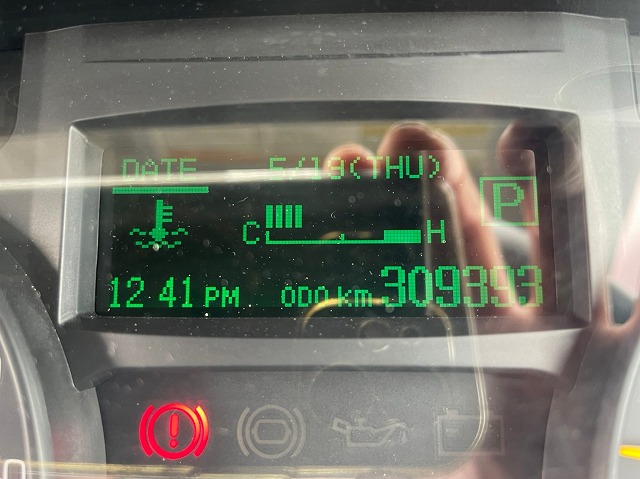 DATE 5/19(THU)
P
C H
12 41 PM ODO km 309393